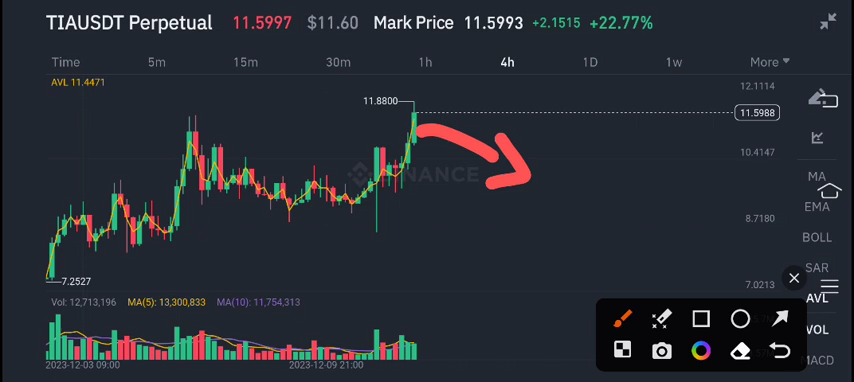 TIAUSDT Perpetual 11.5997 $11.60 Mark Price 11.5993 +2.1515 +22.77%
Time 5m 15m 30m 1h 4h 1D 1w More
AVL 11.4471
12.1114
11.8800
11.5988
10.4147
BINANCE
MA
EMA
8.7180
BOLL
SAR
7.2527
7.0213
AVL
Vol: 12,713,196 MA(5): 13,300,833 MA(10): 11,754,313
VOL
MACD
2023-12-03 09:00 2023-12-09 21:00